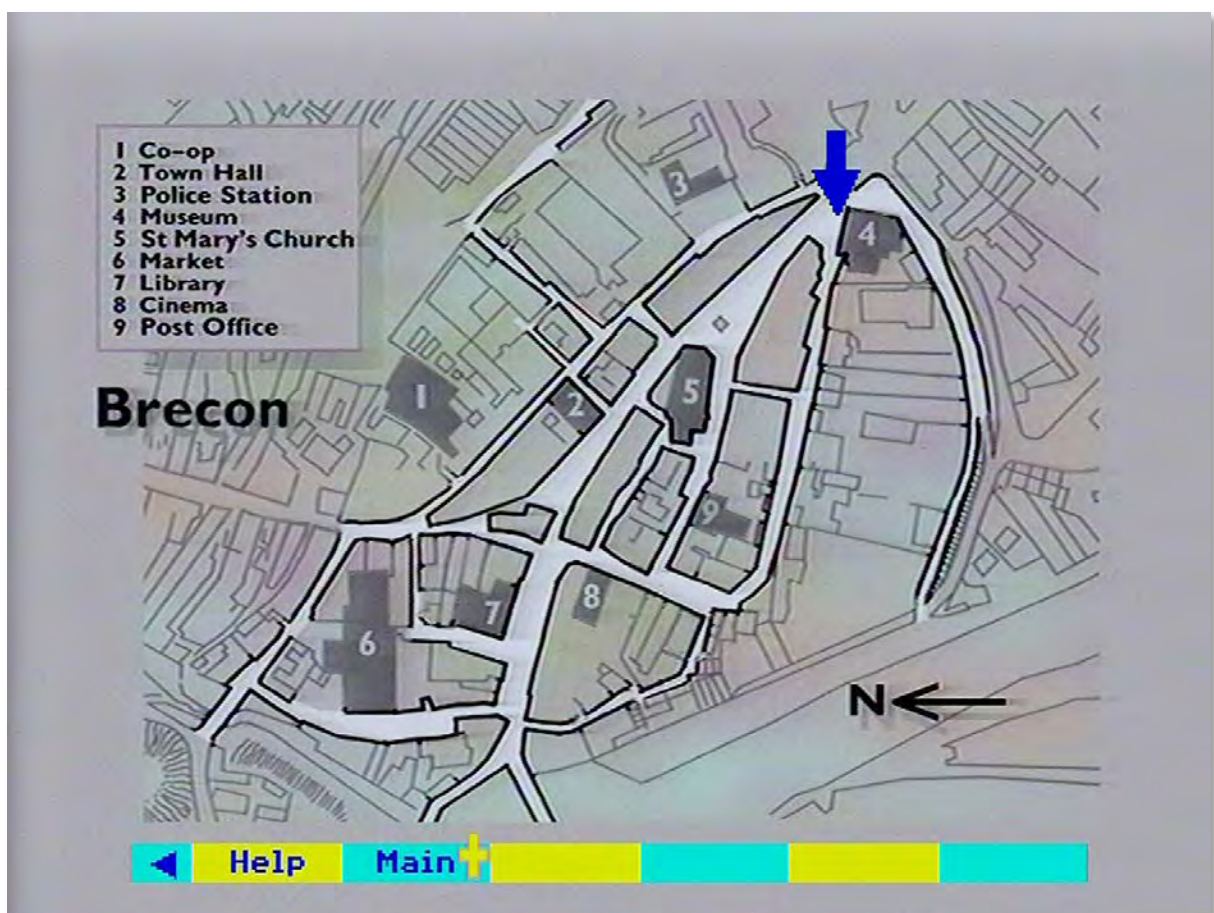 1 Co-op
2 Town Hall
3 Police Station
4 Museum
5 St Mary's Church
6 Market
7 Library
8 Cinema
9 Post Office
Brecon
3
4
5
1
2
9
8
7
6
N
Help Main